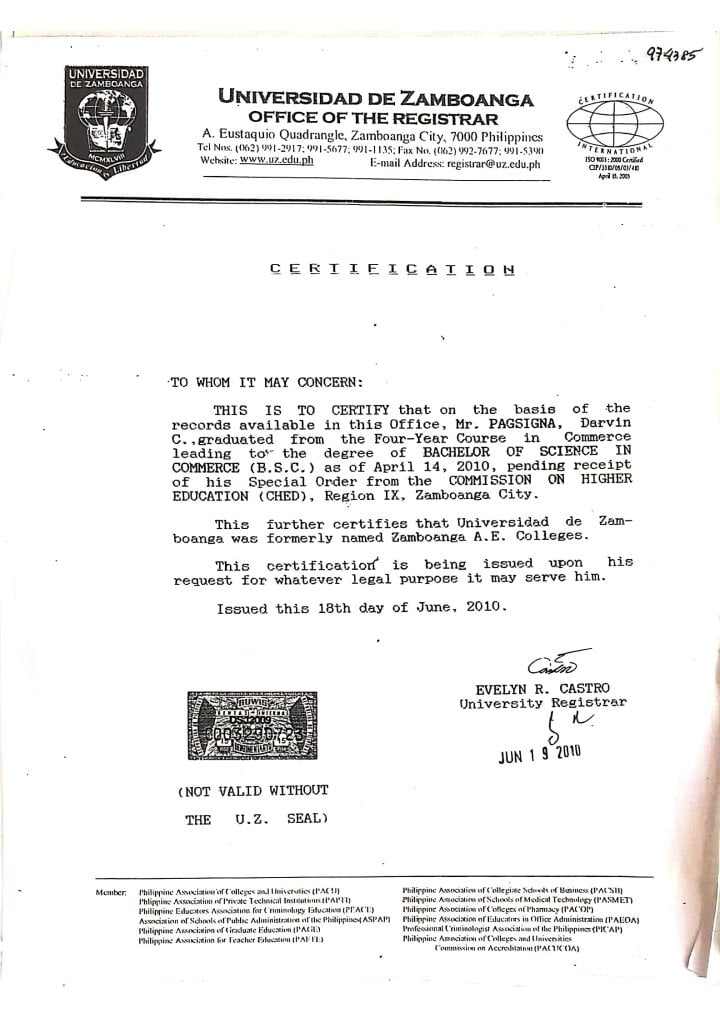 974385
UNIVERSIDAD
DE ZAMBOANGA
MCMXLVIII
Educacion Libertad
UNIVERSIDAD DE ZAMBOANGA
OFFICE OF THE REGISTRAR
A. Eustaquio Quadrangle, Zamboanga City, 7000 Philippines
Tel Nos. (062) 991-2917; 991-5677; 991-1135; Fax No. (062) 992-7677; 991-5390
Website: www.uz.edu.ph E-mail Address: registrar@uz.edu.ph
CERTIFICATION
INTERNATIONAL
ISO 9001: 2000 Certified
CIP/3310/05/03/410
April 18, 2005
C E R T I F I C A T I O N
TO WHOM IT MAY CONCERN:
THIS IS TO CERTIFY that on the basis of the
records available in this Office, Mr. PAGSIGNA, Darvin
C.,graduated from the Four-Year Course in Commerce
leading to the degree of BACHELOR OF SCIENCE IN
COMMERCE (B.S.C.) as of April 14, 2010, pending receipt
of his Special Order from the COMMISSION ON HIGHER
EDUCATION (CHED), Region IX, Zamboanga City.
This further certifies that Universidad de Zam-
boanga was formerly named Zamboanga A.E. Colleges.
This certification is being issued upon his
request for whatever legal purpose it may serve him.
Issued this 18th day of June, 2010.
EVELYN R. CASTRO
University Registrar
JUN 19 2010
DS12009
(NOT VALID WITHOUT
THE U.Z. SEAL)
Member:
Philippine Association of Colleges and Universities (PACU)
Philippine Association of Private Technical Institutions (PAPTI)
Philippine Educators Association for Criminology Education (PEACE)
Association of Schools of Public Administration of the Philippines(ASPAP)
Philippine Association of Graduate Education (PAGE)
Philippine Association for Teacher Education (PAFTE)
Philippine Association of Collegiate Schools of Business (PACSB)
Philippine Association of Schools of Medical Technology (PASMET)
Philippine Association of Colleges of Pharmacy (PACOP)
Philippine Association of Educators in Office Administration (PAEOA)
Professional Criminologist Association of the Philippines (PICAP)
Philippine Association of Colleges and Universities
Commission on Accreditation (PACUCOA)